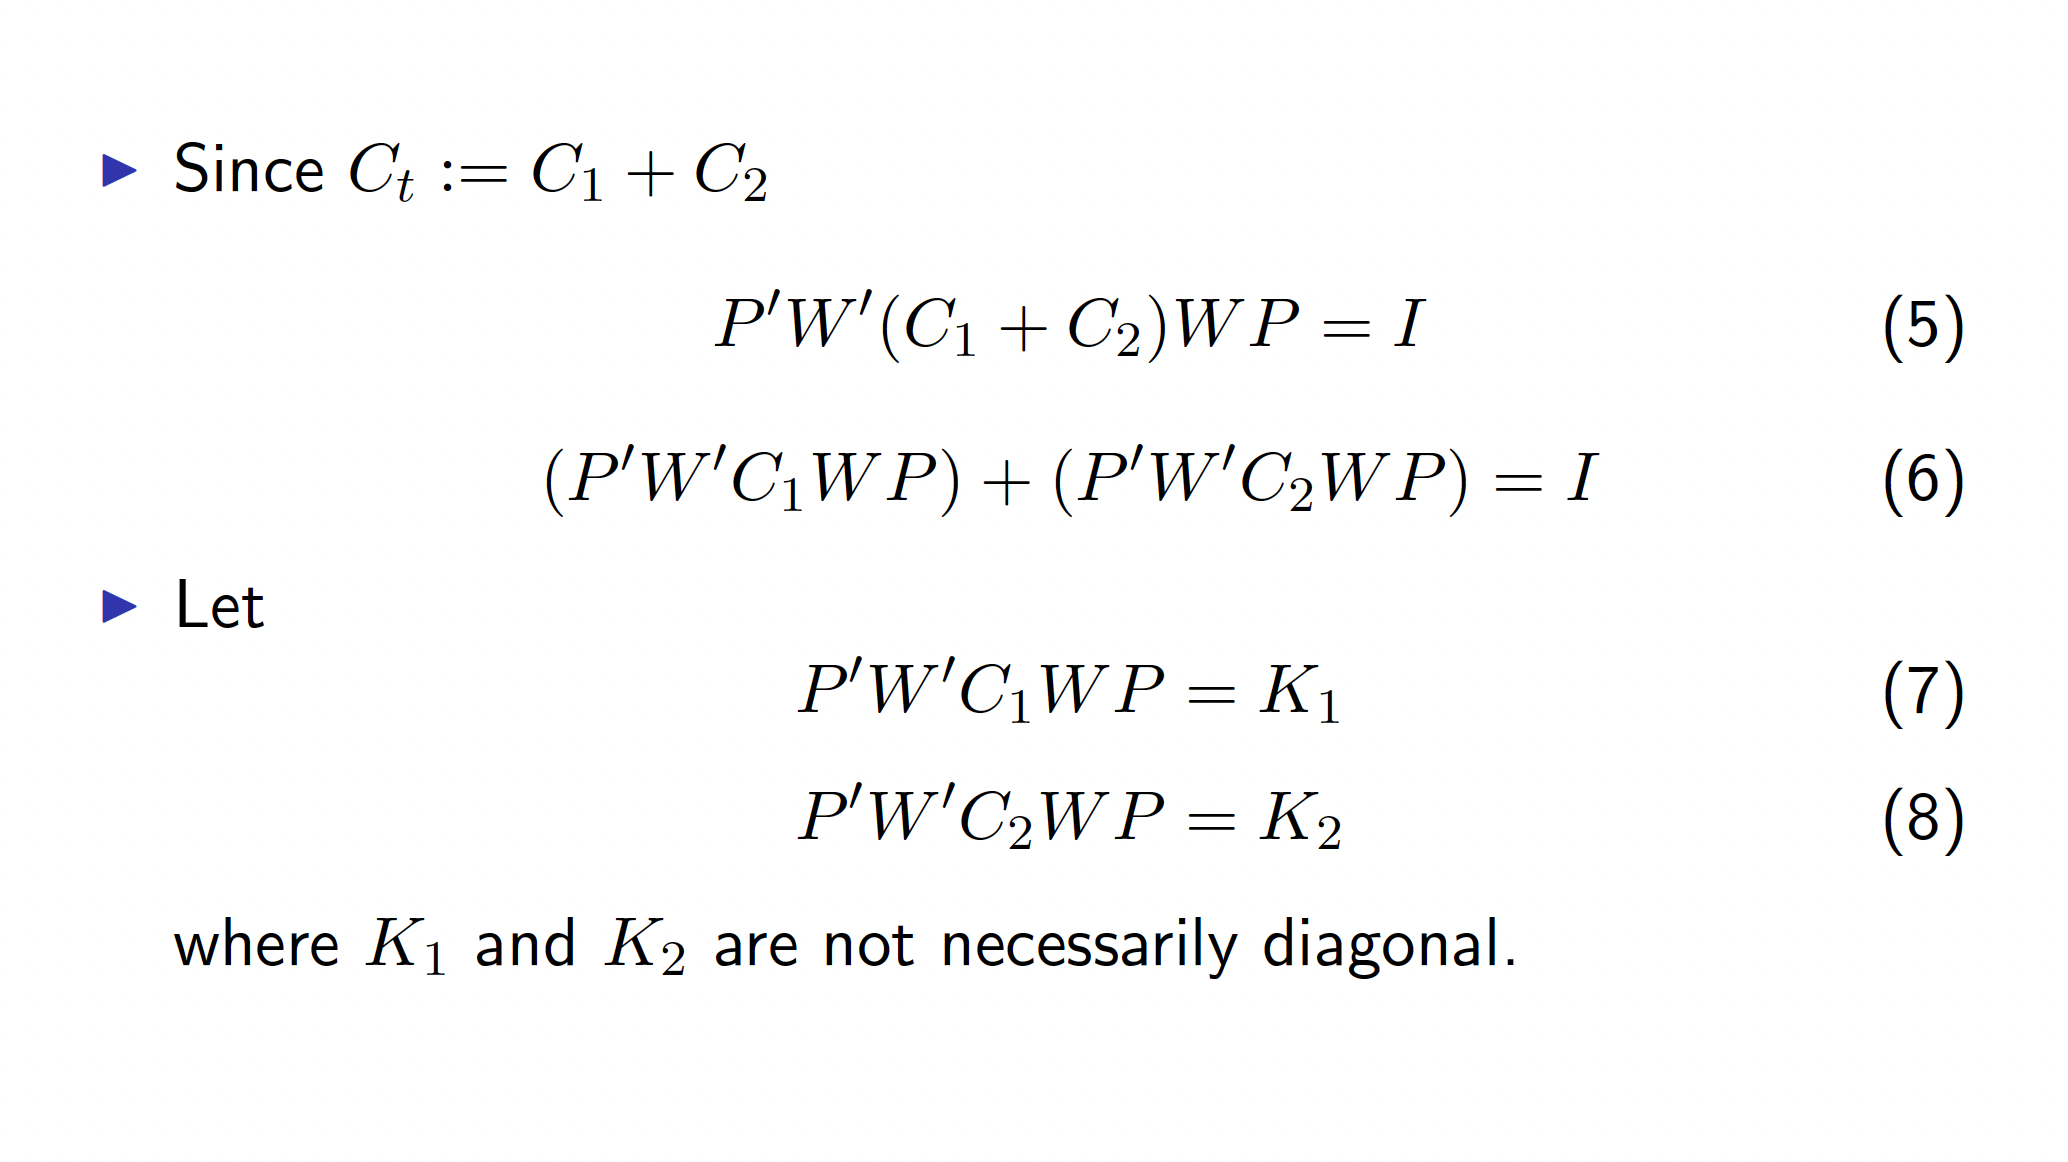 ▶ Since $C_t := C_1 + C_2$
$P'W'(C_1 + C_2)WP = I$ (5)
$(P'W'C_1WP) + (P'W'C_2WP) = I$ (6)
▶ Let
$P'W'C_1WP = K_1$ (7)
$P'W'C_2WP = K_2$ (8)
where $K_1$ and $K_2$ are not necessarily diagonal.